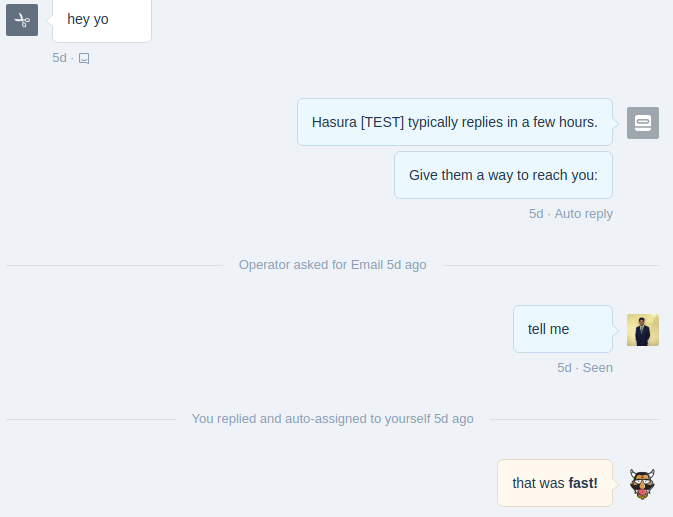 hey yo
5d ·
Hasura [TEST] typically replies in a few hours.
Give them a way to reach you:
5d · Auto reply
Operator asked for Email 5d ago
tell me
5d · Seen
You replied and auto-assigned to yourself 5d ago
that was fast!